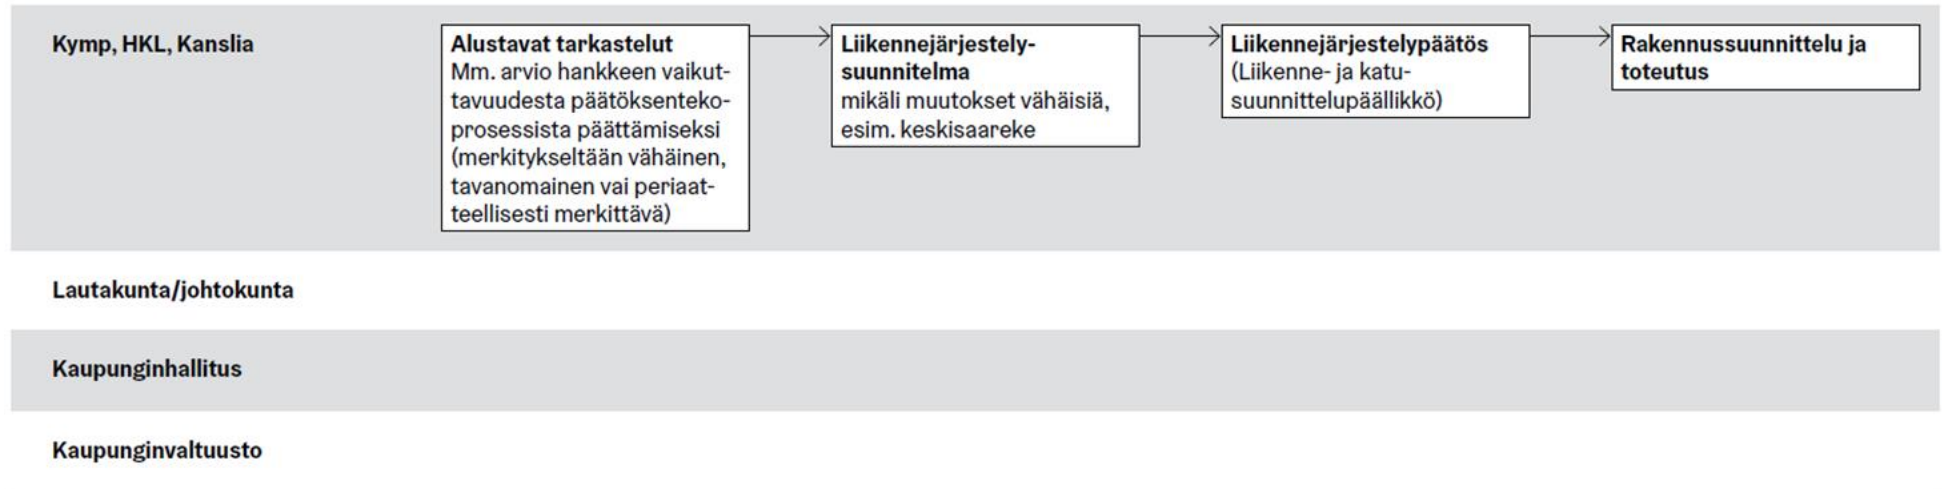 Kymp, HKL, Kanslia
Alustavat tarkastelut
Mm. arvio hankkeen vaikut-
tavuudesta päätöksenteko-
prosessista päättämiseksi
(merkitykseltään vähäinen,
tavanomainen vai periaat-
teellisesti merkittävä)
Liikennejärjestely-
suunnitelma
mikäli muutokset vähäisiä,
esim. keskisaareke
Liikennejärjestelypäätös
(Liikenne- ja katu-
suunnittelupäällikkö)
Rakennussuunnittelu ja
toteutus
Lautakunta/johtokunta
Kaupunginhallitus
Kaupunginvaltuusto